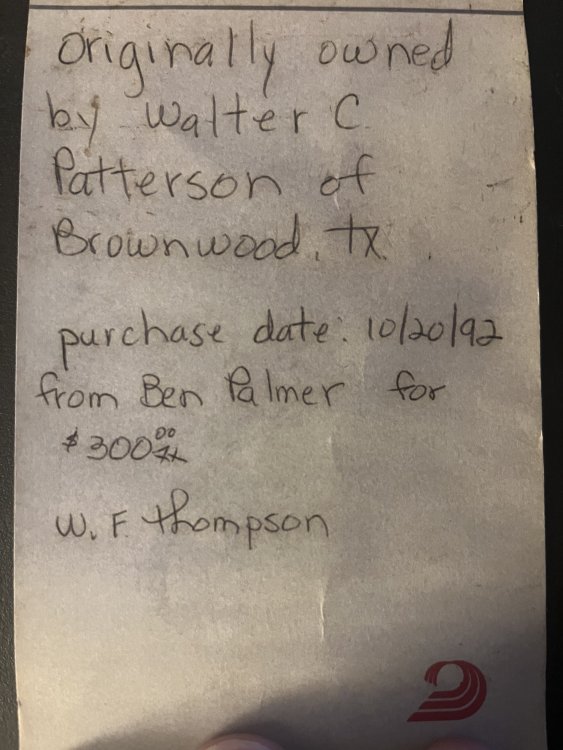 Originally owned
by Walter C.
Patterson of
Brownwood, TX.
purchase date: 10/20/92
from Ben Palmer for
$300.00
W. F. Thompson